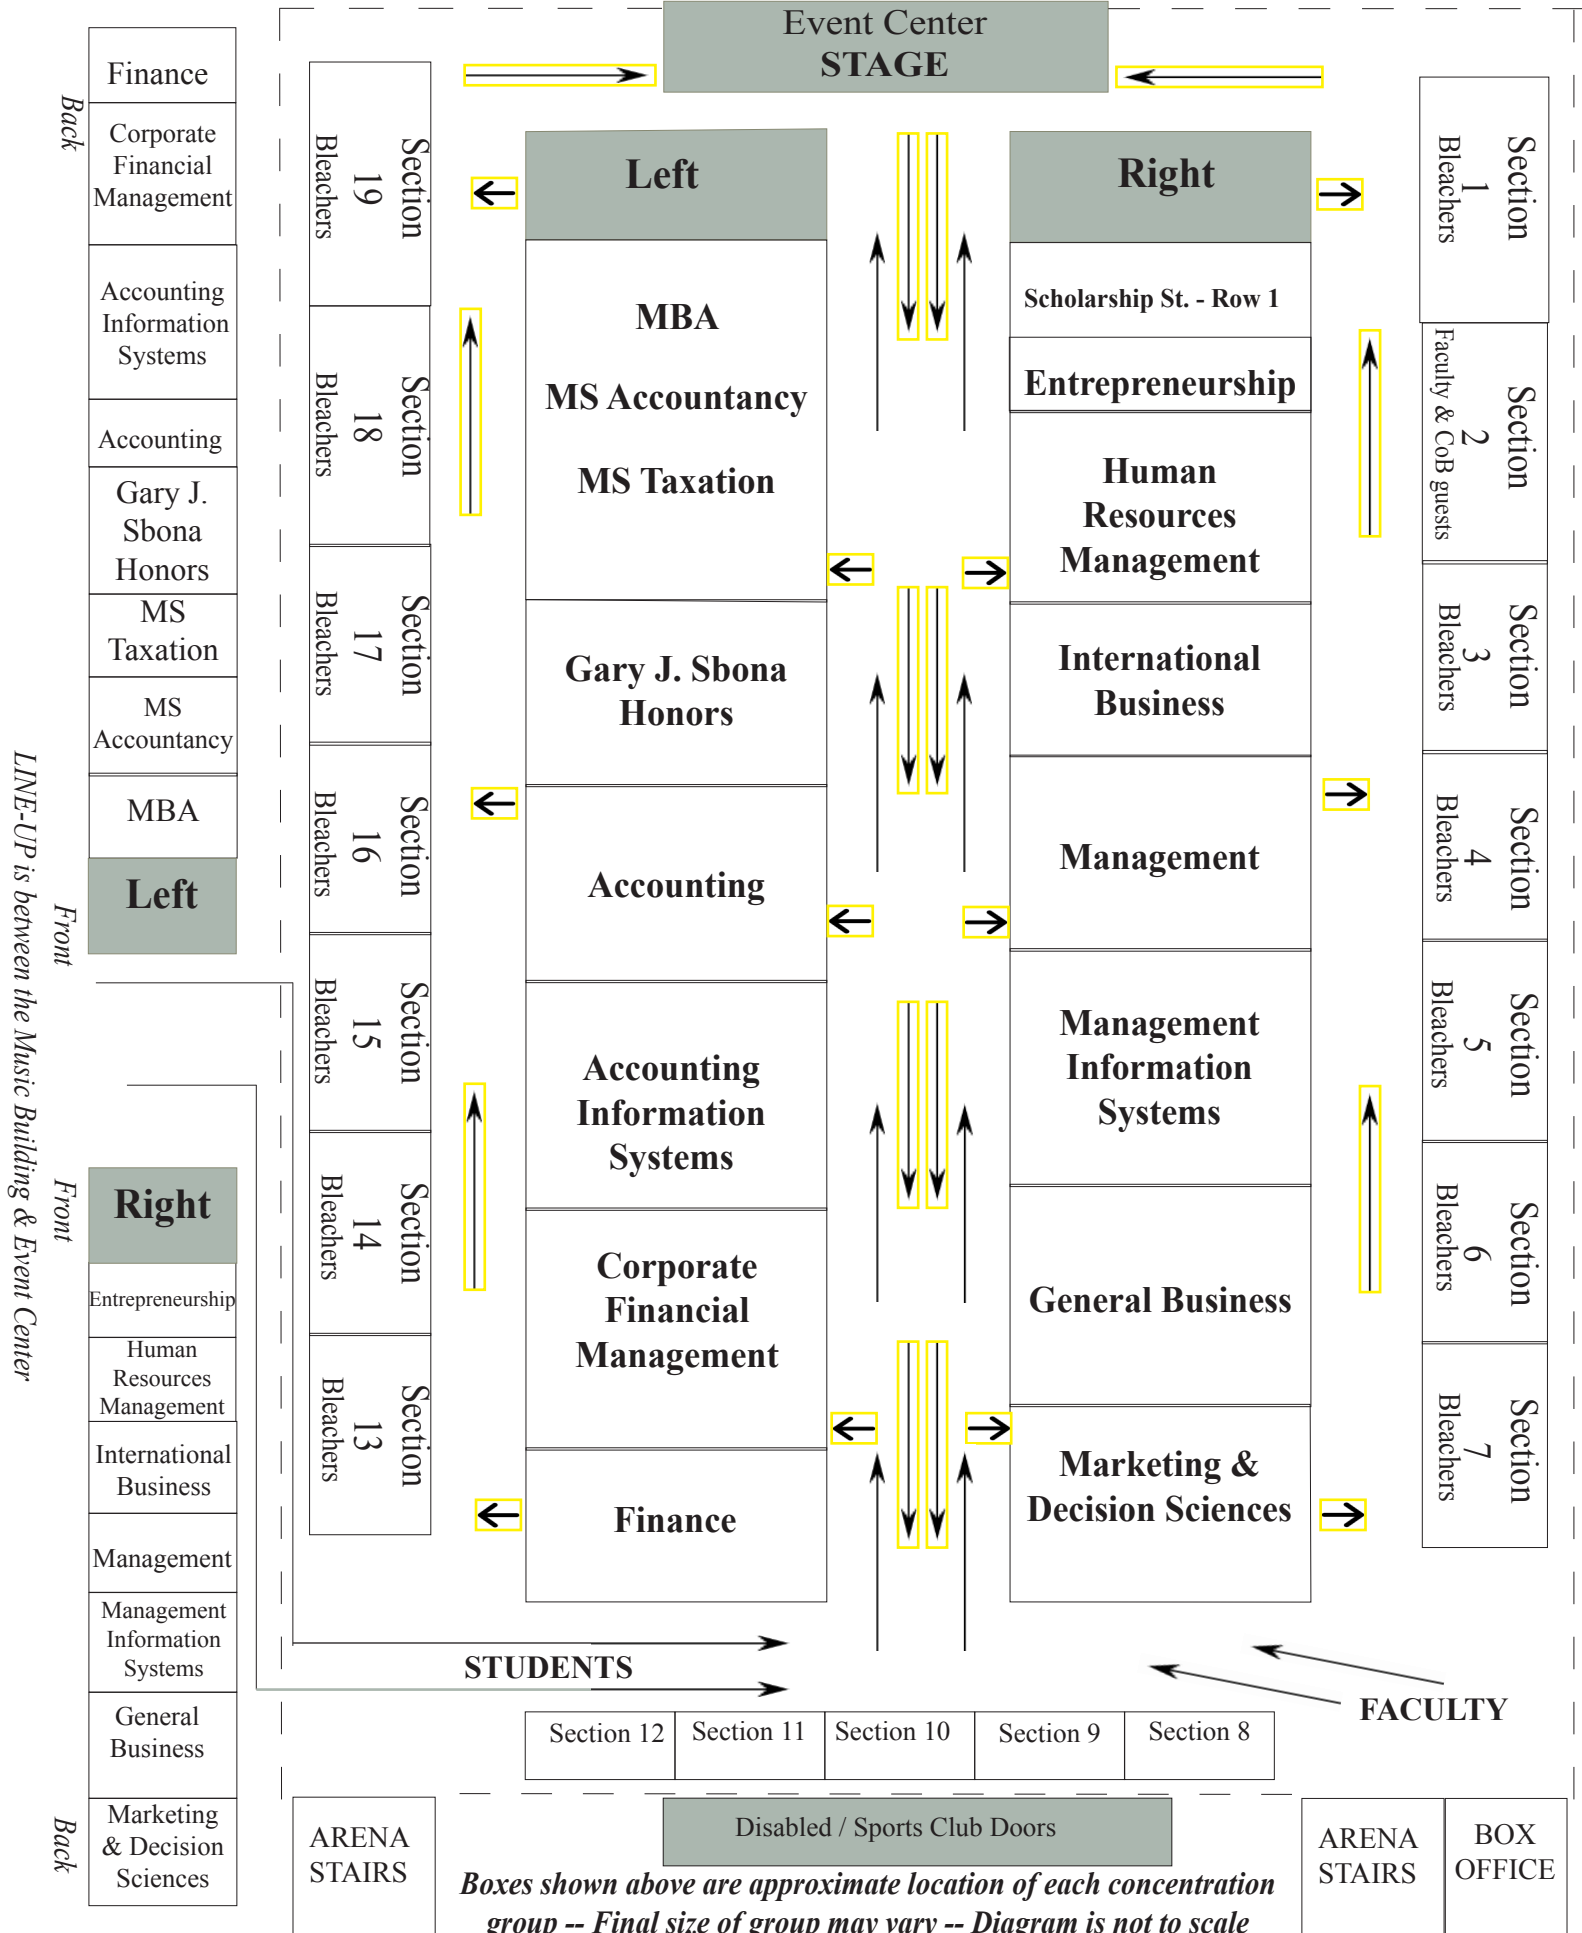 Event Center
STAGE
Finance
Corporate
Financial
Management
Accounting
Information
Systems
Accounting
Gary J.
Sbona
Honors
MS
Taxation
MS
Accountancy
MBA
Left
Back
Front
LINE-UP is between the Music Building & Event Center
Front
Back
Right
Entrepreneurship
Human
Resources
Management
International
Business
Management
Management
Information
Systems
General
Business
Marketing
& Decision
Sciences
Section
19
Bleachers
Section
18
Bleachers
Section
17
Bleachers
Section
16
Bleachers
Section
15
Bleachers
Section
14
Bleachers
Section
13
Bleachers
Left
MBA
MS Accountancy
MS Taxation
Gary J. Sbona
Honors
Accounting
Accounting
Information
Systems
Corporate
Financial
Management
Finance
Right
Scholarship St. - Row 1
Entrepreneurship
Human
Resources
Management
International
Business
Management
Management
Information
Systems
General Business
Marketing &
Decision Sciences
Section
1
Bleachers
Section
2
Faculty & CoB guests
Section
3
Bleachers
Section
4
Bleachers
Section
5
Bleachers
Section
6
Bleachers
Section
7
Bleachers
STUDENTS
FACULTY
Section 12
Section 11
Section 10
Section 9
Section 8
ARENA
STAIRS
Disabled / Sports Club Doors
ARENA
STAIRS
BOX
OFFICE
Boxes shown above are approximate location of each concentration
group -- Final size of group may vary -- Diagram is not to scale